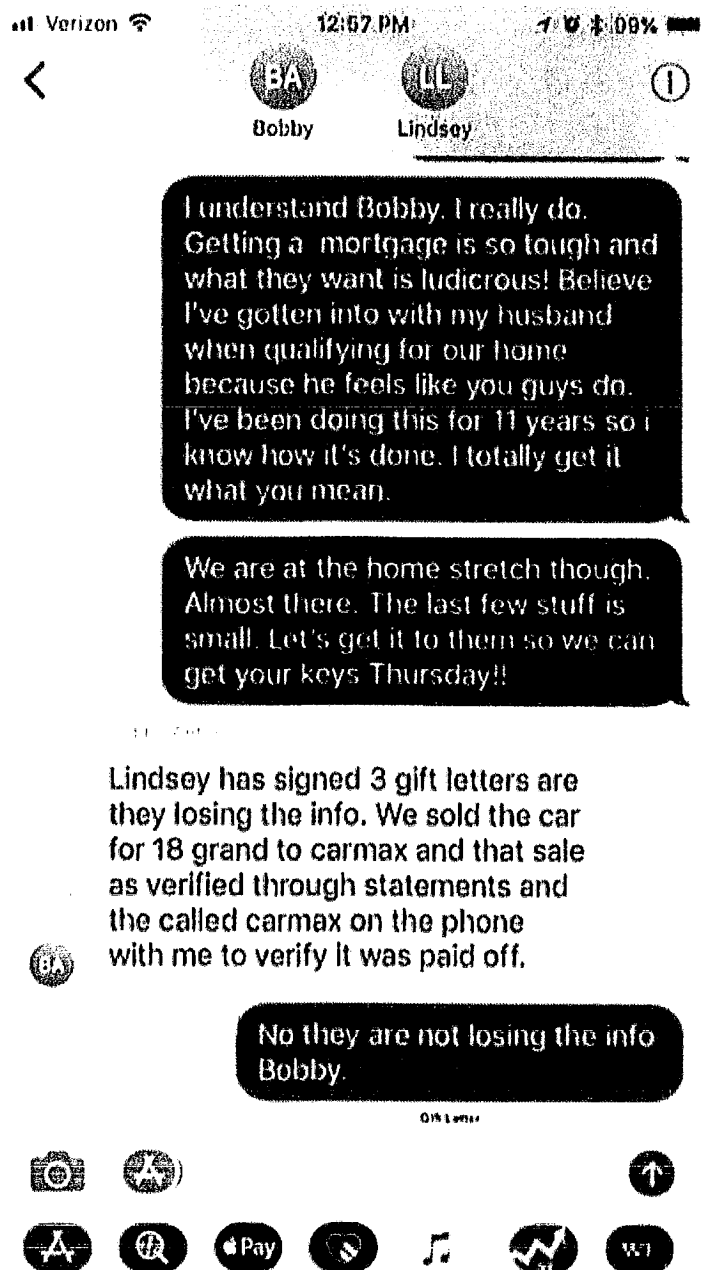 Verizon
12:57 PM
BA
LL
Bobby
Lindsey
I understand Bobby. I really do.
Getting a mortgage is so tough and
what they want is ludicrous! Believe
I've gotten into with my husband
when qualifying for our home
because he feels like you guys do.
I've been doing this for 11 years so i
know how it's done. I totally get it
what you mean.
We are at the home stretch though.
Almost there. The last few stuff is
small. Let's get it to them so we can
get your keys Thursday!!
Lindsey has signed 3 gift letters are
they losing the info. We sold the car
for 18 grand to carmax and that sale
as verified through statements and
the called carmax on the phone
with me to verify it was paid off.
BA
No they are not losing the info
Bobby.
Gift Letter
Pay